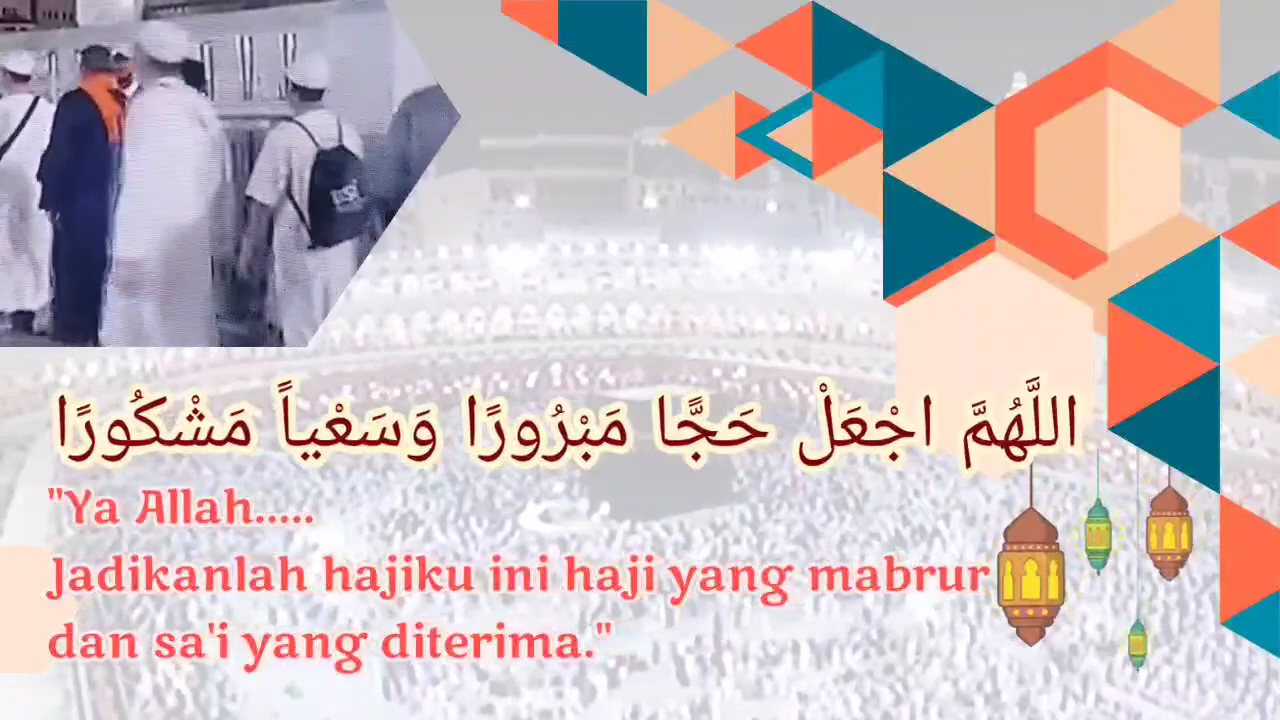 اللَّهُمَّ اجْعَلْ حَجًّا مَبْرُورًا وَسَعْياً مَشْكُورًا
"Ya Allah.....
Jadikanlah hajiku ini haji yang mabrur
dan sa'i yang diterima."